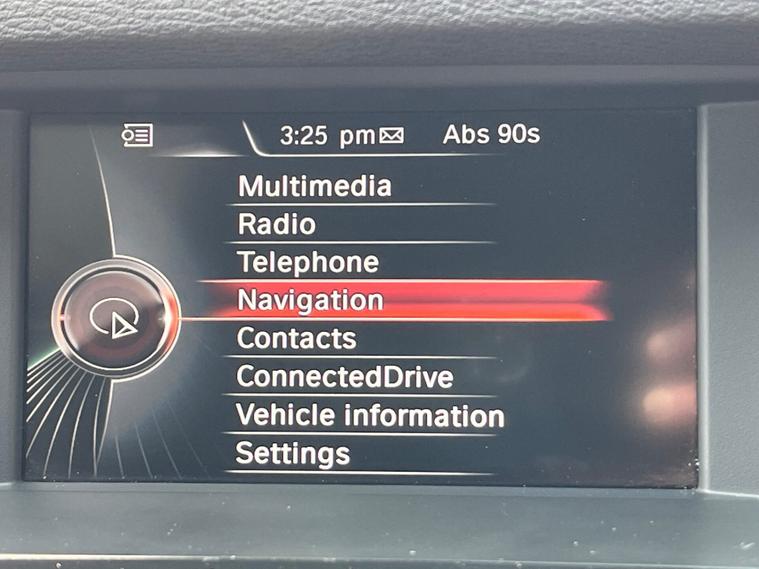 3:25 pm Abs 90s
Multimedia
Radio
Telephone
Navigation
Contacts
ConnectedDrive
Vehicle information
Settings